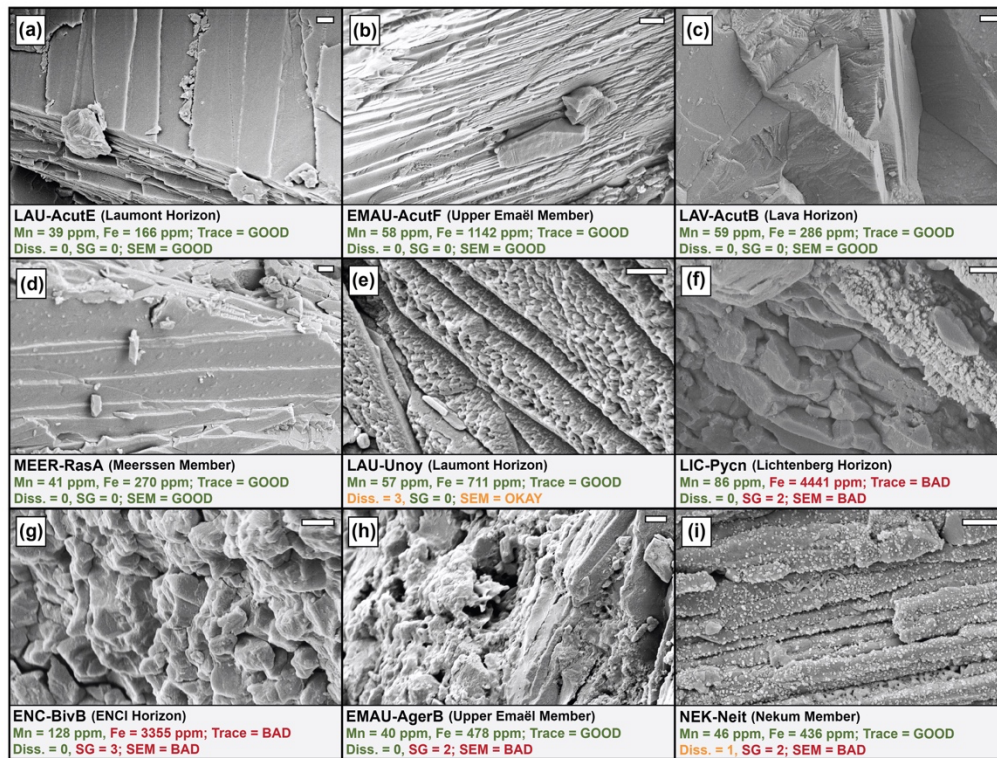 (a)
LAU-AcutE (Laumont Horizon)
Mn = 39 ppm, Fe = 166 ppm; Trace = GOOD
Diss. = 0, SG = 0; SEM = GOOD
(b)
EMAU-AcutF (Upper Emaël Member)
Mn = 58 ppm, Fe = 1142 ppm; Trace = GOOD
Diss. = 0, SG = 0; SEM = GOOD
(c)
LAV-AcutB (Lava Horizon)
Mn = 59 ppm, Fe = 286 ppm; Trace = GOOD
Diss. = 0, SG = 0; SEM = GOOD
(d)
MEER-RasA (Meerssen Member)
Mn = 41 ppm, Fe = 270 ppm; Trace = GOOD
Diss. = 0, SG = 0; SEM = GOOD
(e)
LAU-Unoy (Laumont Horizon)
Mn = 57 ppm, Fe = 711 ppm; Trace = GOOD
Diss. = 3, SG = 0; SEM = OKAY
(f)
LIC-Pycn (Lichtenberg Horizon)
Mn = 86 ppm, Fe = 4441 ppm; Trace = BAD
Diss. = 0, SG = 2; SEM = BAD
(g)
ENC-BivB (ENCI Horizon)
Mn = 128 ppm, Fe = 3355 ppm; Trace = BAD
Diss. = 0, SG = 3; SEM = BAD
(h)
EMAU-AgerB (Upper Emaël Member)
Mn = 40 ppm, Fe = 478 ppm; Trace = GOOD
Diss. = 0, SG = 2; SEM = BAD
(i)
NEK-Neit (Nekum Member)
Mn = 46 ppm, Fe = 436 ppm; Trace = GOOD
Diss. = 1, SG = 2; SEM = BAD